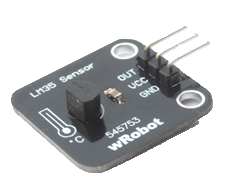 LM35 Sensor
OUT
VCC
GND
°C
545753
wRobot